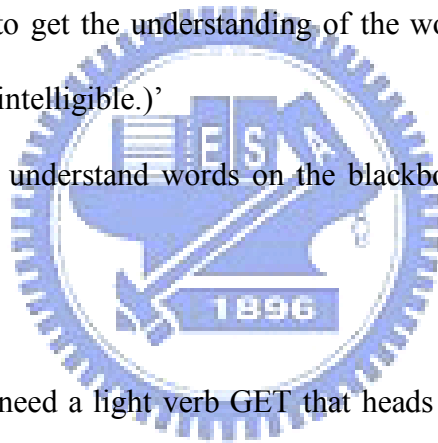 to get the understanding of the wo
intelligible.)’
understand words on the blackbo
ESA
1896
need a light verb GET that heads